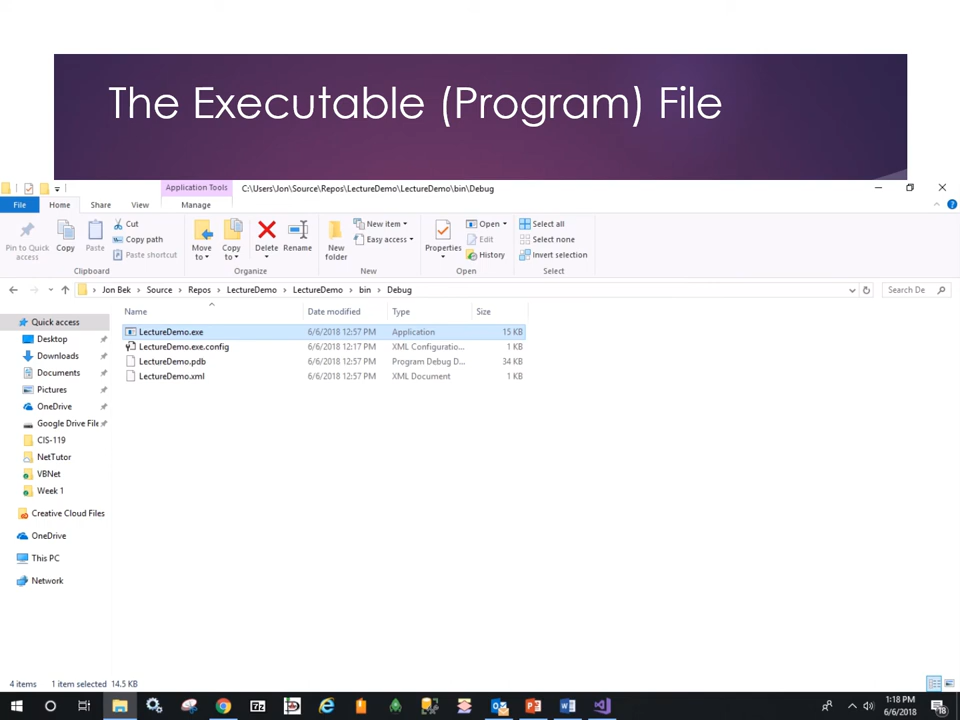 The Executable (Program) File
Application Tools
C:\Users\Jon\Source\Repos\LectureDemo\LectureDemo\bin\Debug
File Home Share View Manage
Pin to Quick access
Copy
Paste
Cut
Copy path
Paste shortcut
Clipboard
Move to
Copy to
Delete
Rename
Organize
New folder
New item
Easy access
New
Properties
Open
Edit
History
Open
Select all
Select none
Invert selection
Select
Jon Bek > Source > Repos > LectureDemo > LectureDemo > bin > Debug
Search De
Name Date modified Type Size
LectureDemo.exe 6/6/2018 12:57 PM Application 15 KB
LectureDemo.exe.config 6/6/2018 12:17 PM XML Configuratio... 1 KB
LectureDemo.pdb 6/6/2018 12:57 PM Program Debug D... 34 KB
LectureDemo.xml 6/6/2018 12:57 PM XML Document 1 KB
Quick access
Desktop
Downloads
Documents
Pictures
OneDrive
Google Drive File
CIS-119
NetTutor
VBNet
Week 1
Creative Cloud Files
OneDrive
This PC
Network
4 items 1 item selected 14.5 KB
1:18 PM
6/6/2018
18